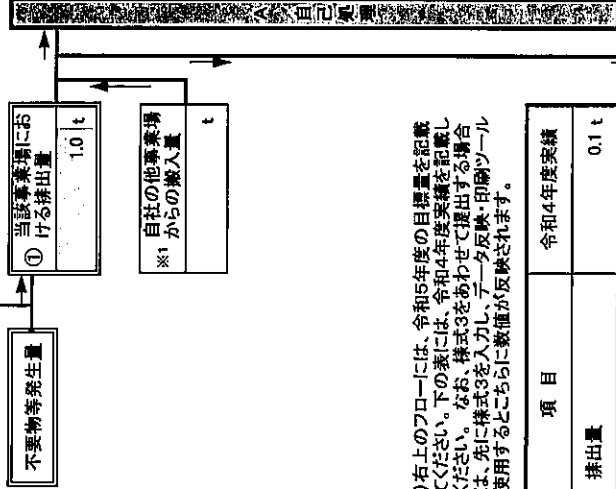 A 自己処理
① 当該事業場にお
ける排出量
1.0 t
※1 自社の他事業場
からの搬入量
t
不要物等発生量
右上のフローには、令和5年度の目標量を記載
てください。下の表には、令和4年度実績を記載し
ください。なお、様式3をあわせて提出する場合
は、先に様式3を入力し、データ反映・印刷ツール
使用するとこちらに数値が反映されます。
項 目
令和4年度実績
排出量
0.1 t